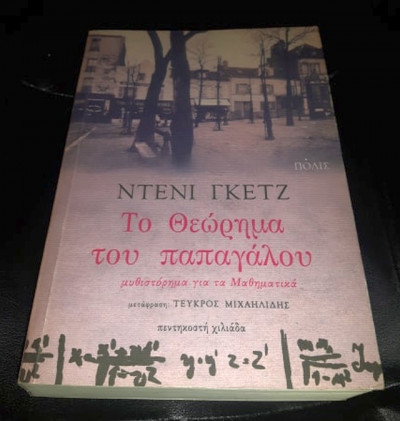 ΠΟΛΙΣ
ΝΤΕΝΙ ΓΚΕΤΖ
Το Θεώρημα
του παπαγάλου
μυθιστόρημα για τα Μαθηματικά
μετάφραση: ΤΕΥΚΡΟΣ ΜΙΧΑΗΛΙΔΗΣ
πεντηκοστή χιλιάδα
y=y' z=z'